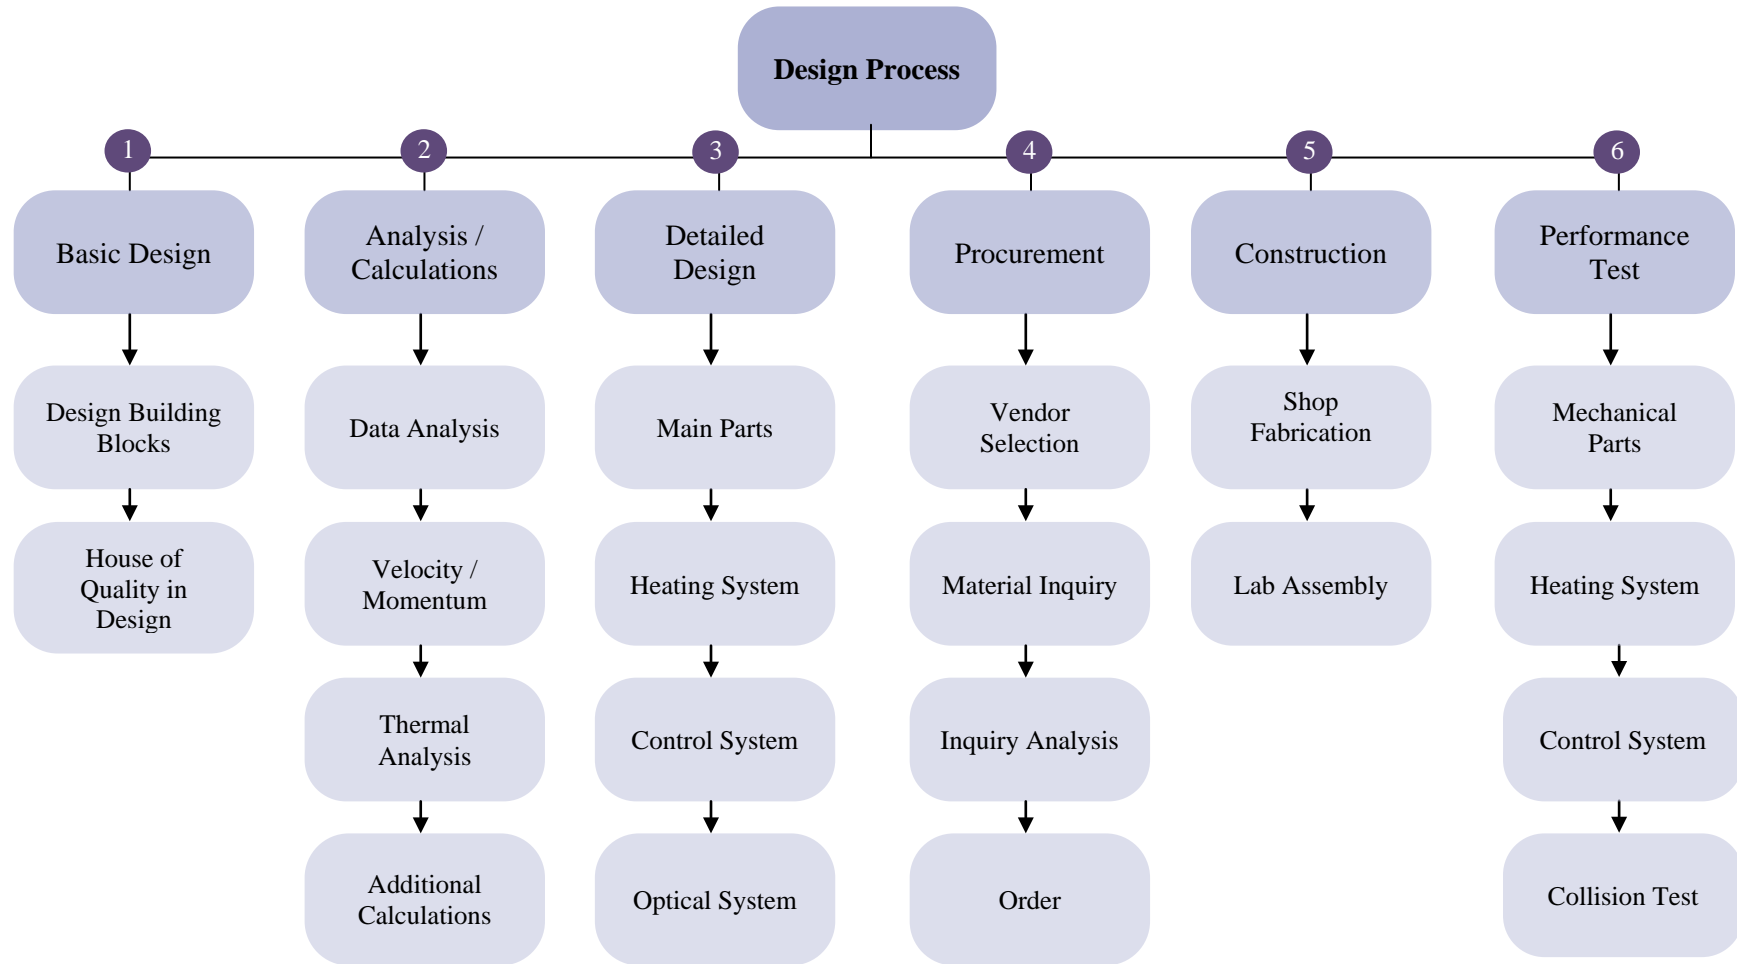 Design Process
1
2
3
4
5
6
Basic Design
Analysis /
Calculations
Detailed
Design
Procurement
Construction
Performance
Test
Design Building
Blocks
Data Analysis
Main Parts
Vendor
Selection
Shop
Fabrication
Mechanical
Parts
House of
Quality in
Design
Velocity /
Momentum
Heating System
Material Inquiry
Lab Assembly
Heating System
Thermal
Analysis
Control System
Inquiry Analysis
Control System
Additional
Calculations
Optical System
Order
Collision Test